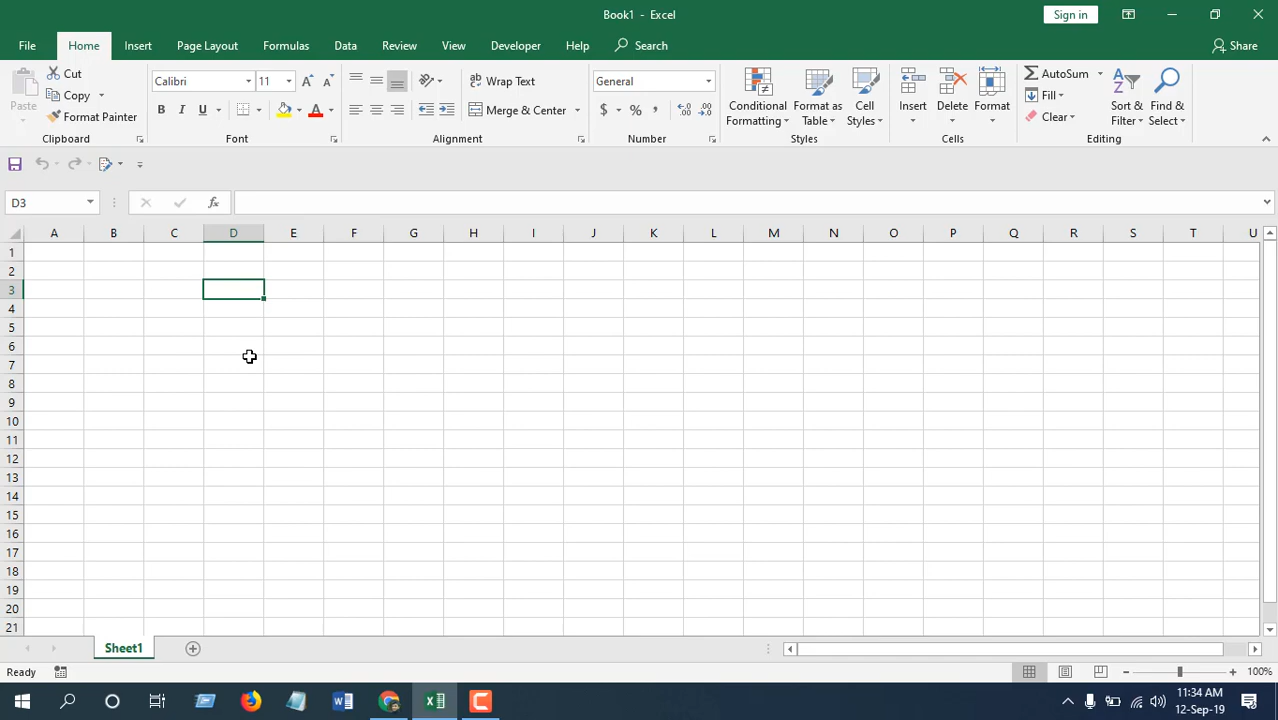 Book1 - Excel
Sign in
File Home Insert Page Layout Formulas Data Review View Developer Help Search Share
Paste
Cut
Copy
Format Painter
Clipboard
Calibri 11
B I U
A A A
Font
Wrap Text
Merge & Center
Alignment
General
$ % ,
Number
Conditional Formatting
Format as Table
Cell Styles
Styles
Insert
Delete
Format
Cells
AutoSum
Fill
Clear
Sort & Filter
Find & Select
Editing
D3 fx
A B C D E F G H I J K L M N O P Q R S T U
1
2
3
4
5
6
7
8
9
10
11
12
13
14
15
16
17
18
19
20
21
Sheet1
Ready
100%
11:34 AM
12-Sep-19